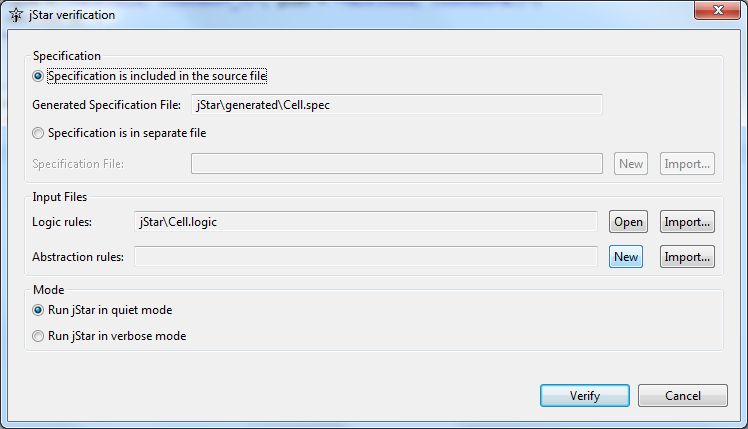 jStar verification
Specification
Specification is included in the source file
Generated Specification File: jStar\generated\Cell.spec
Specification is in separate file
Specification File: New Import...
Input Files
Logic rules: jStar\Cell.logic Open Import...
Abstraction rules: New Import...
Mode
Run jStar in quiet mode
Run jStar in verbose mode
Verify Cancel